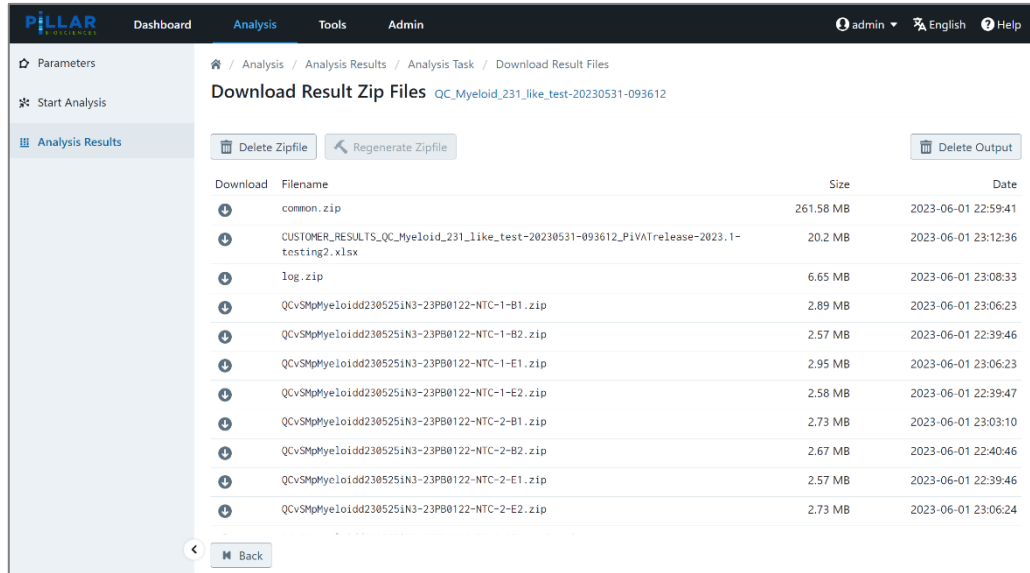 PiLLAR
BIOSCIENCES
Dashboard Analysis Tools Admin admin English Help
Parameters
Start Analysis
Analysis Results
/ Analysis / Analysis Results / Analysis Task / Download Result Files
Download Result Zip Files QC_Myeloid_231_like_test-20230531-093612
Delete Zipfile Regenerate Zipfile Delete Output
Download Filename Size Date
common.zip 261.58 MB 2023-06-01 22:59:41
CUSTOMER_RESULTS_QC_Myeloid_231_like_test-20230531-093612_PiVATrelease-2023.1-
testing2.xlsx 20.2 MB 2023-06-01 23:12:36
log.zip 6.65 MB 2023-06-01 23:08:33
QCvSMpMyeloidd230525iN3-23PB0122-NTC-1-B1.zip 2.89 MB 2023-06-01 23:06:23
QCvSMpMyeloidd230525iN3-23PB0122-NTC-1-B2.zip 2.57 MB 2023-06-01 22:39:46
QCvSMpMyeloidd230525iN3-23PB0122-NTC-1-E1.zip 2.95 MB 2023-06-01 23:06:23
QCvSMpMyeloidd230525iN3-23PB0122-NTC-1-E2.zip 2.58 MB 2023-06-01 22:39:47
QCvSMpMyeloidd230525iN3-23PB0122-NTC-2-B1.zip 2.73 MB 2023-06-01 23:03:10
QCvSMpMyeloidd230525iN3-23PB0122-NTC-2-B2.zip 2.67 MB 2023-06-01 22:40:46
QCvSMpMyeloidd230525iN3-23PB0122-NTC-2-E1.zip 2.57 MB 2023-06-01 22:39:46
QCvSMpMyeloidd230525iN3-23PB0122-NTC-2-E2.zip 2.73 MB 2023-06-01 23:06:24
Back